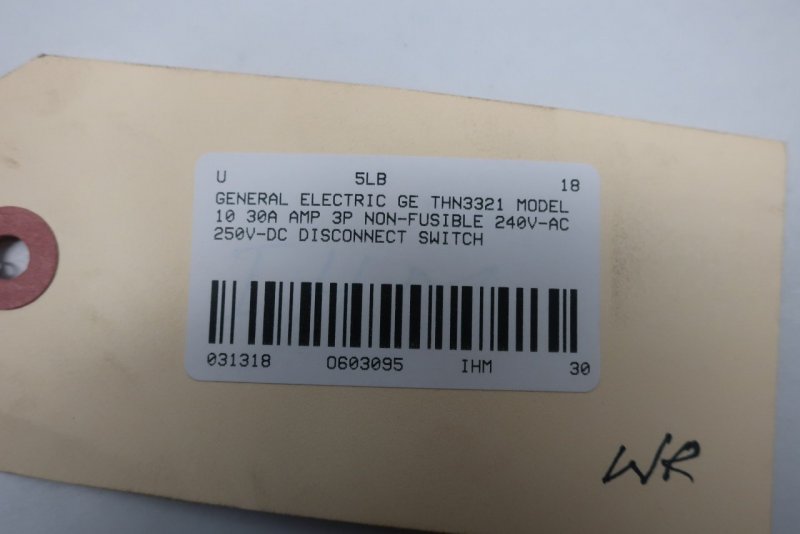 U 5LB 18
GENERAL ELECTRIC GE THN3321 MODEL
10 30A AMP 3P NON-FUSIBLE 240V-AC
250V-DC DISCONNECT SWITCH
031318 0603095 IHM 30
WR